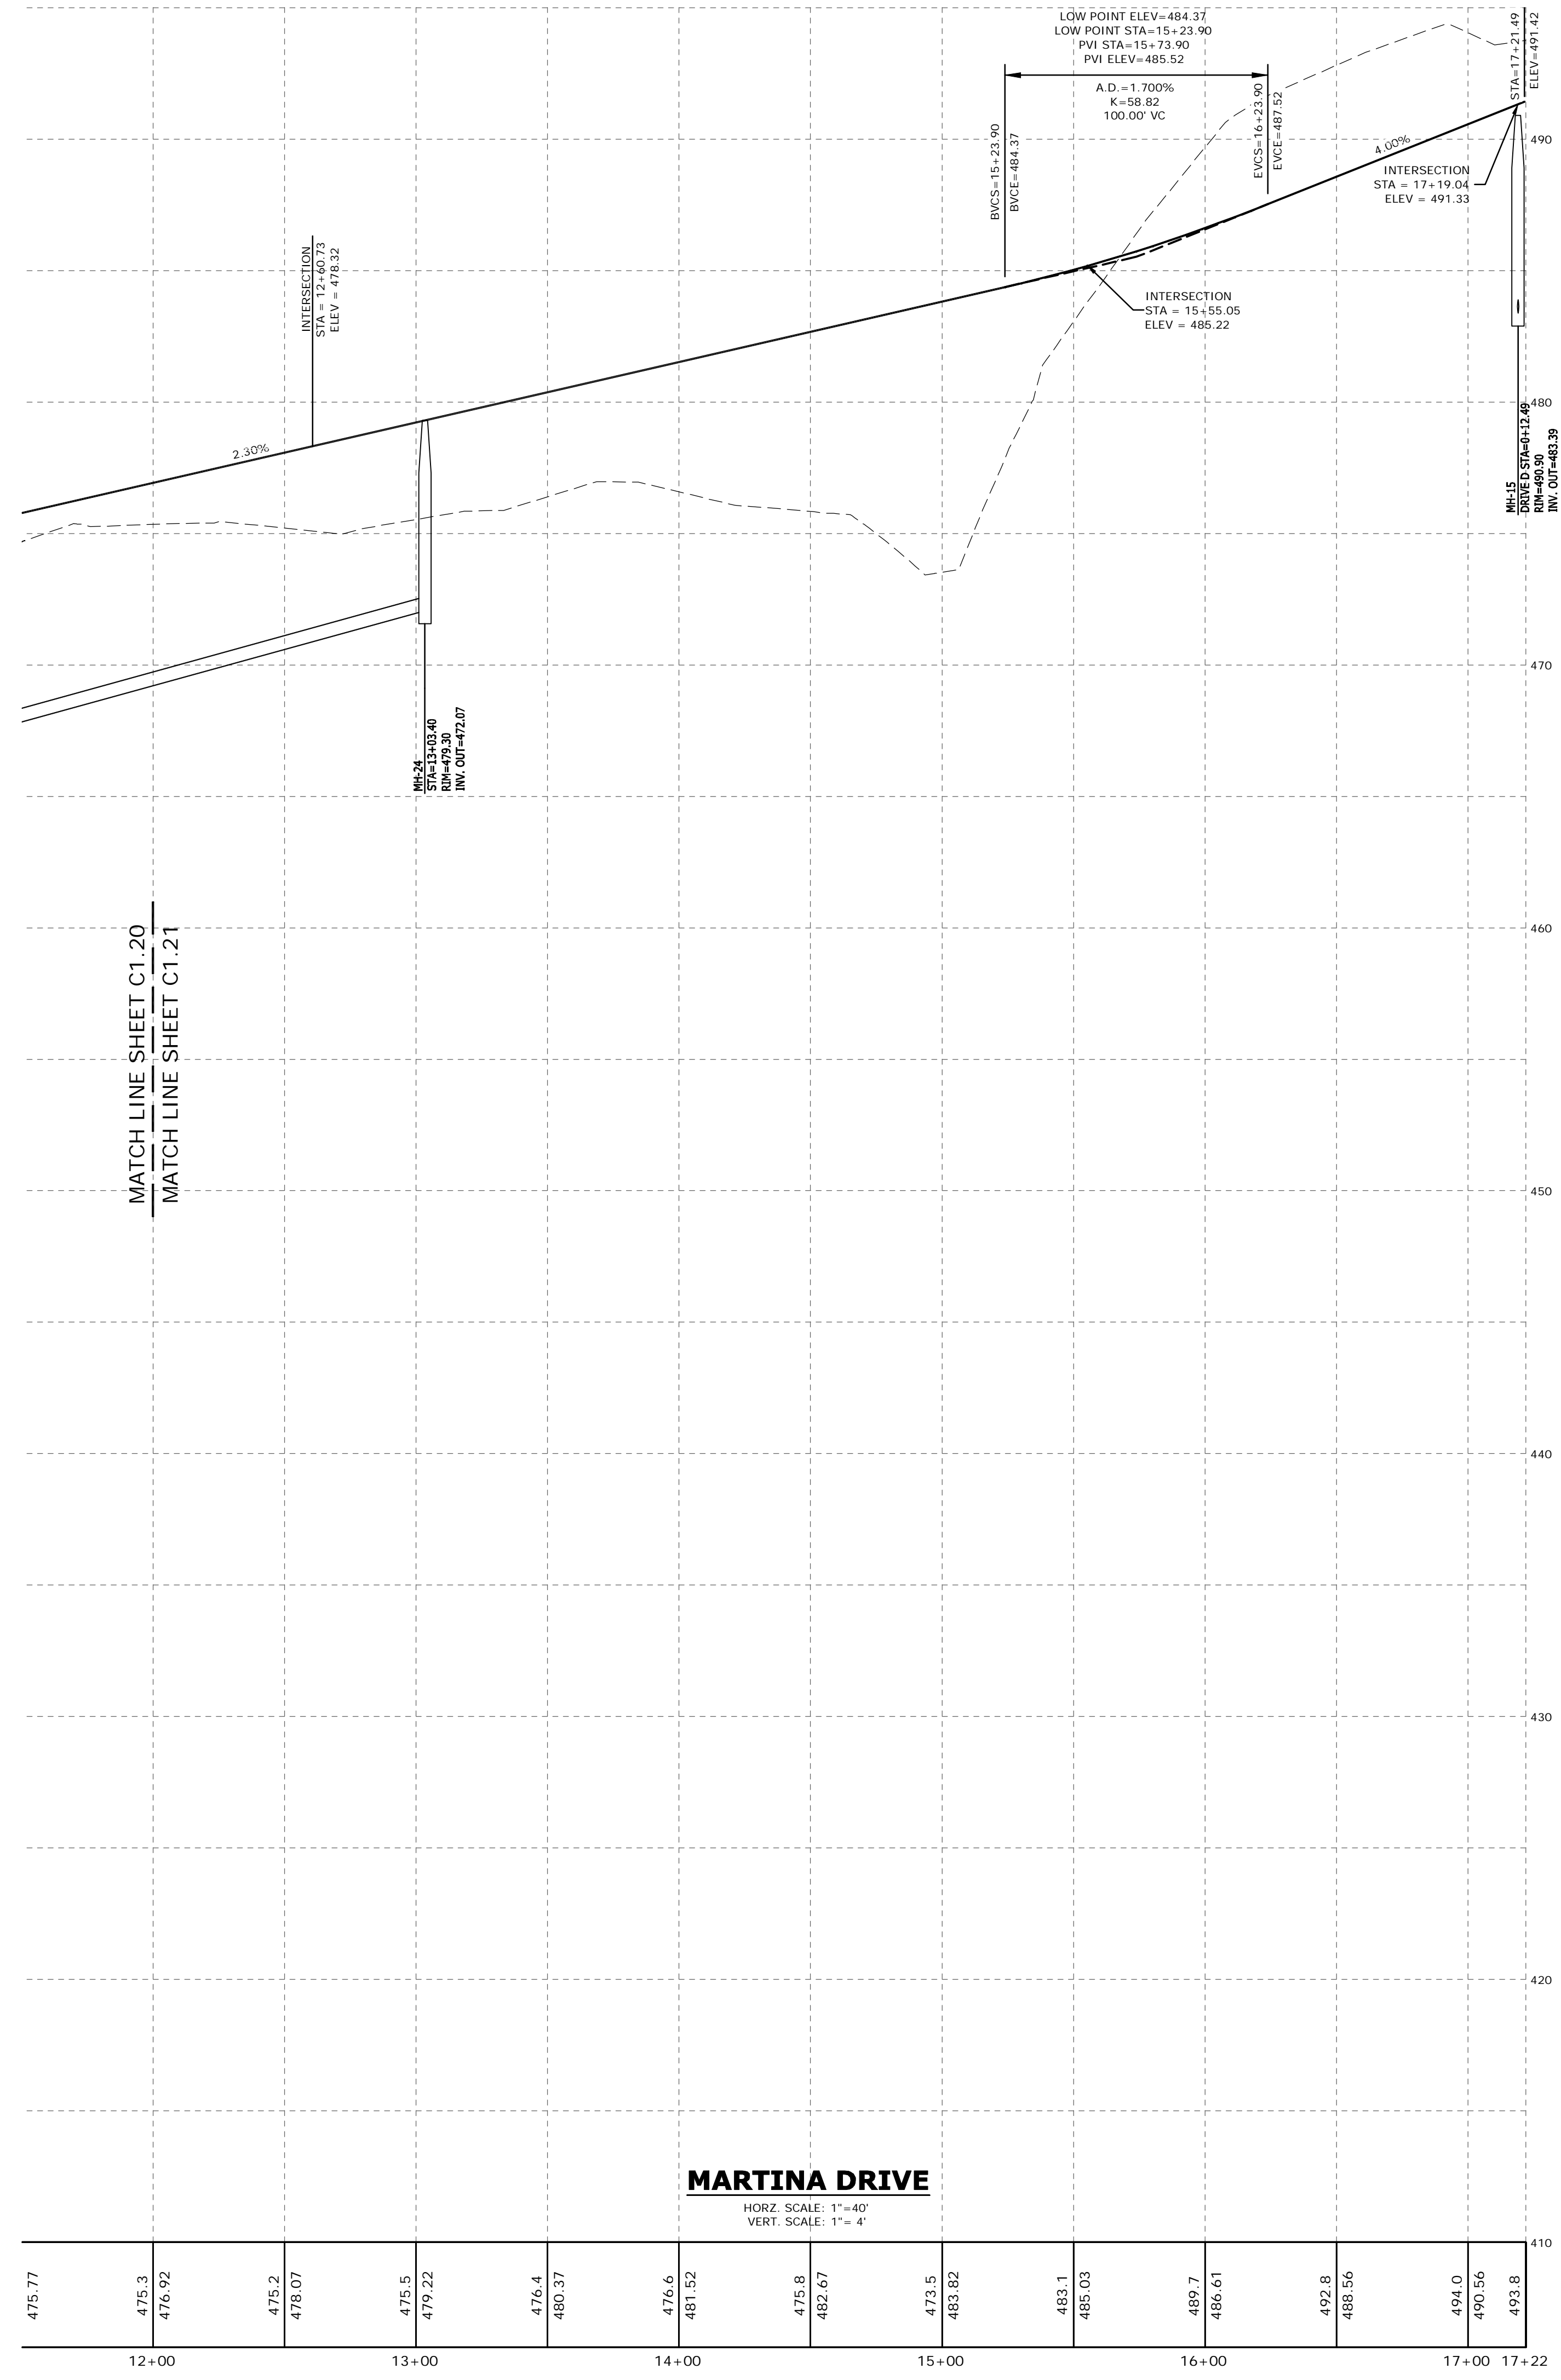 LOW POINT ELEV=484.37
LOW POINT STA=15+23.90
PVI STA=15+73.90
PVI ELEV=485.52
A.D.=1.700%
K=58.82
100.00' VC
BVCS=15+23.90
BVCE=484.37
EVCS=16+23.90
EVCE=487.52
STA=17+21.49
ELEV=491.42
490
4.00%
INTERSECTION
STA = 17+19.04
ELEV = 491.33
INTERSECTION
STA = 12+60.73
ELEV = 478.32
INTERSECTION
STA = 15+55.05
ELEV = 485.22
480
2.30%
MH-15
DRIVE D STA=0+12.49
RIM=490.90
INV. OUT=483.39
470
MH-24
STA=13+03.40
RIM=479.30
INV. OUT=472.07
460
MATCH LINE SHEET C1.20
MATCH LINE SHEET C1.21
450
440
430
420
MARTINA DRIVE
HORZ. SCALE: 1"=40'
VERT. SCALE: 1"= 4'
410
475.77
475.3
476.92
475.2
478.07
475.5
479.22
476.4
480.37
476.6
481.52
475.8
482.67
473.5
483.82
483.1
485.03
489.7
486.61
492.8
488.56
494.0
490.56
493.8
12+00
13+00
14+00
15+00
16+00
17+00
17+22